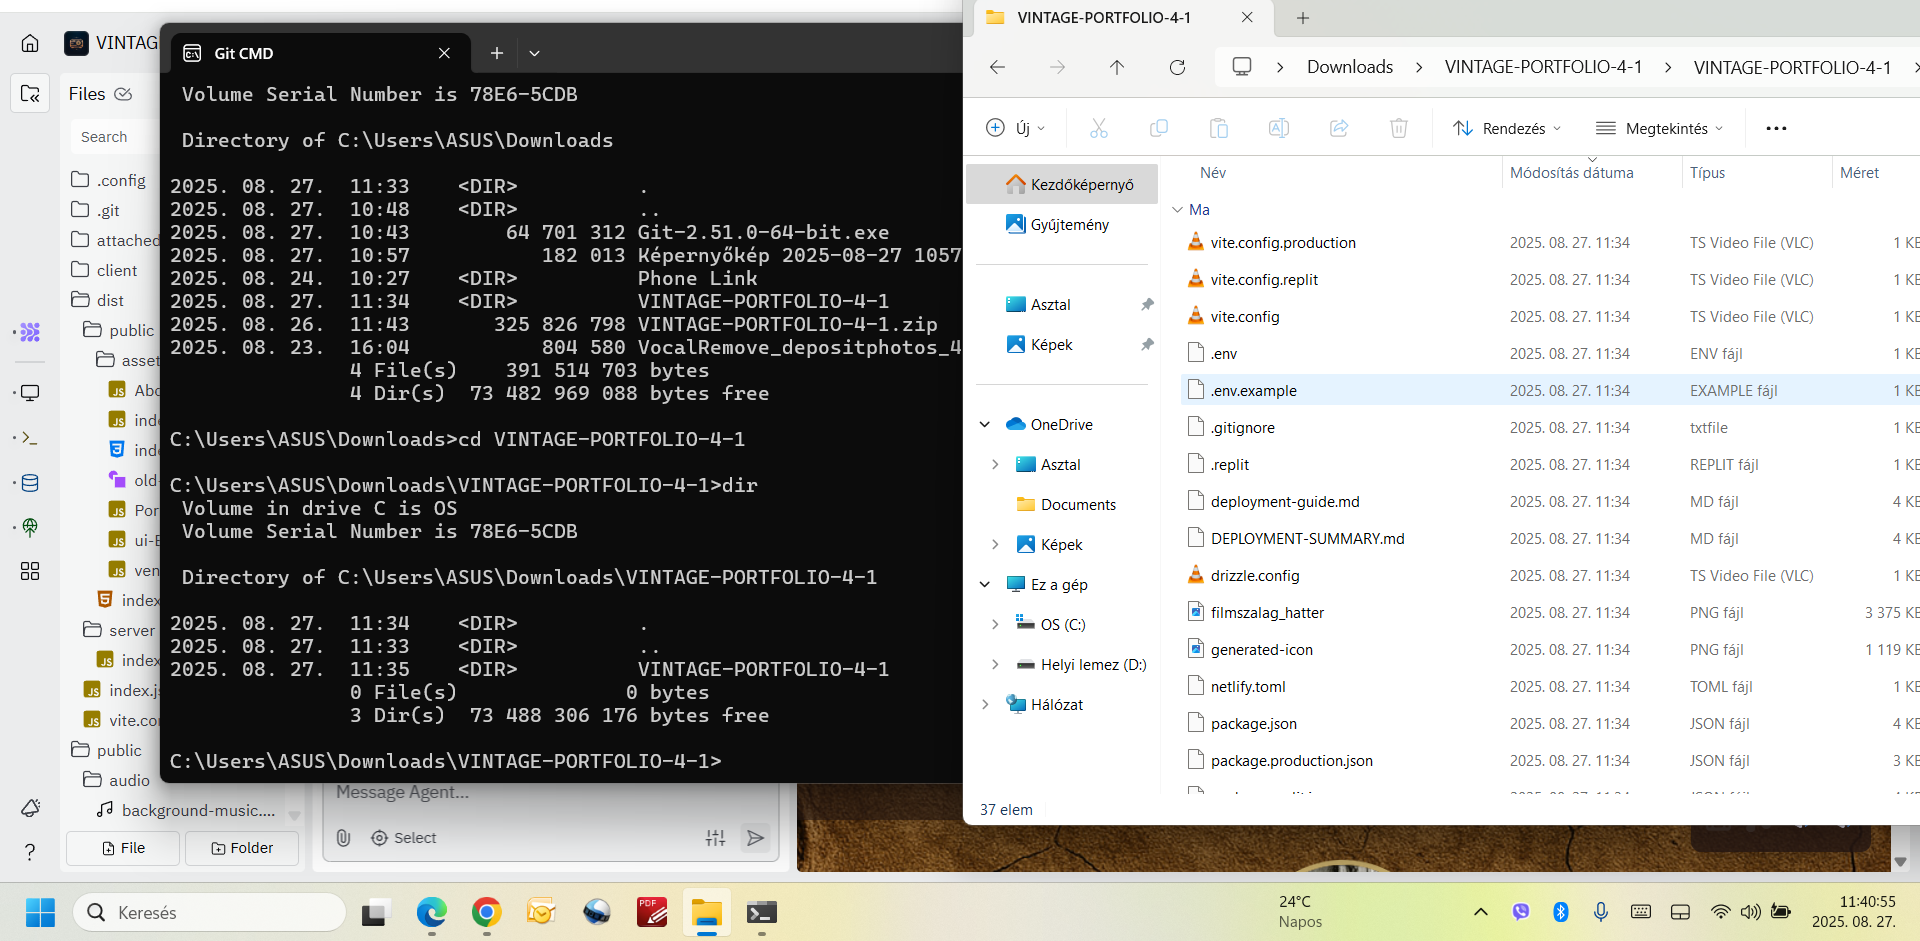 VINTAG
Files
Search
.config
.git
attached
client
dist
public
asset
Abo
inde
inde
old-
Por
ui-E
ven
index
server
index
index.js
vite.co
public
audio
background-music....
File
Folder
Git CMD
Volume Serial Number is 78E6-5CDB
Directory of C:\Users\ASUS\Downloads
2025. 08. 27.  11:33    <DIR>          .
2025. 08. 27.  10:48    <DIR>          ..
2025. 08. 27.  10:43        64 701 312 Git-2.51.0-64-bit.exe
2025. 08. 27.  10:57           182 013 Képernyőkép 2025-08-27 1057
2025. 08. 24.  10:27    <DIR>          Phone Link
2025. 08. 27.  11:34    <DIR>          VINTAGE-PORTFOLIO-4-1
2025. 08. 26.  11:43       325 826 798 VINTAGE-PORTFOLIO-4-1.zip
2025. 08. 23.  16:04           804 580 VocalRemove_depositphotos_4
4 File(s)    391 514 703 bytes
4 Dir(s)  73 482 969 088 bytes free
C:\Users\ASUS\Downloads>cd VINTAGE-PORTFOLIO-4-1
C:\Users\ASUS\Downloads\VINTAGE-PORTFOLIO-4-1>dir
Volume in drive C is OS
Volume Serial Number is 78E6-5CDB
Directory of C:\Users\ASUS\Downloads\VINTAGE-PORTFOLIO-4-1
2025. 08. 27.  11:34    <DIR>          .
2025. 08. 27.  11:33    <DIR>          ..
2025. 08. 27.  11:35    <DIR>          VINTAGE-PORTFOLIO-4-1
0 File(s)              0 bytes
3 Dir(s)  73 488 306 176 bytes free
C:\Users\ASUS\Downloads\VINTAGE-PORTFOLIO-4-1>
Message Agent...
Select
VINTAGE-PORTFOLIO-4-1
Downloads > VINTAGE-PORTFOLIO-4-1 > VINTAGE-PORTFOLIO-4-1 >
Új
Rendezés
Megtekintés
Kezdőképernyő
Gyűjtemény
Asztal
Képek
OneDrive
Asztal
Documents
Képek
Ez a gép
OS (C:)
Helyi lemez (D:)
Hálózat
Név Módosítás dátuma Típus Méret
Ma
vite.config.production 2025. 08. 27. 11:34 TS Video File (VLC) 1 KB
vite.config.replit 2025. 08. 27. 11:34 TS Video File (VLC) 1 KB
vite.config 2025. 08. 27. 11:34 TS Video File (VLC) 1 KB
.env 2025. 08. 27. 11:34 ENV fájl 1 KB
.env.example 2025. 08. 27. 11:34 EXAMPLE fájl 1 KB
.gitignore 2025. 08. 27. 11:34 txtfile 1 KB
.replit 2025. 08. 27. 11:34 REPLIT fájl 1 KB
deployment-guide.md 2025. 08. 27. 11:34 MD fájl 4 KB
DEPLOYMENT-SUMMARY.md 2025. 08. 27. 11:34 MD fájl 4 KB
drizzle.config 2025. 08. 27. 11:34 TS Video File (VLC) 1 KB
filmszalag_hatter 2025. 08. 27. 11:34 PNG fájl 3 375 KB
generated-icon 2025. 08. 27. 11:34 PNG fájl 1 119 KB
netlify.toml 2025. 08. 27. 11:34 TOML fájl 1 KB
package.json 2025. 08. 27. 11:34 JSON fájl 4 KB
package.production.json 2025. 08. 27. 11:34 JSON fájl 3 KB
37 elem
Keresés
PDF
24°C
Napos
11:40:55
2025. 08. 27.